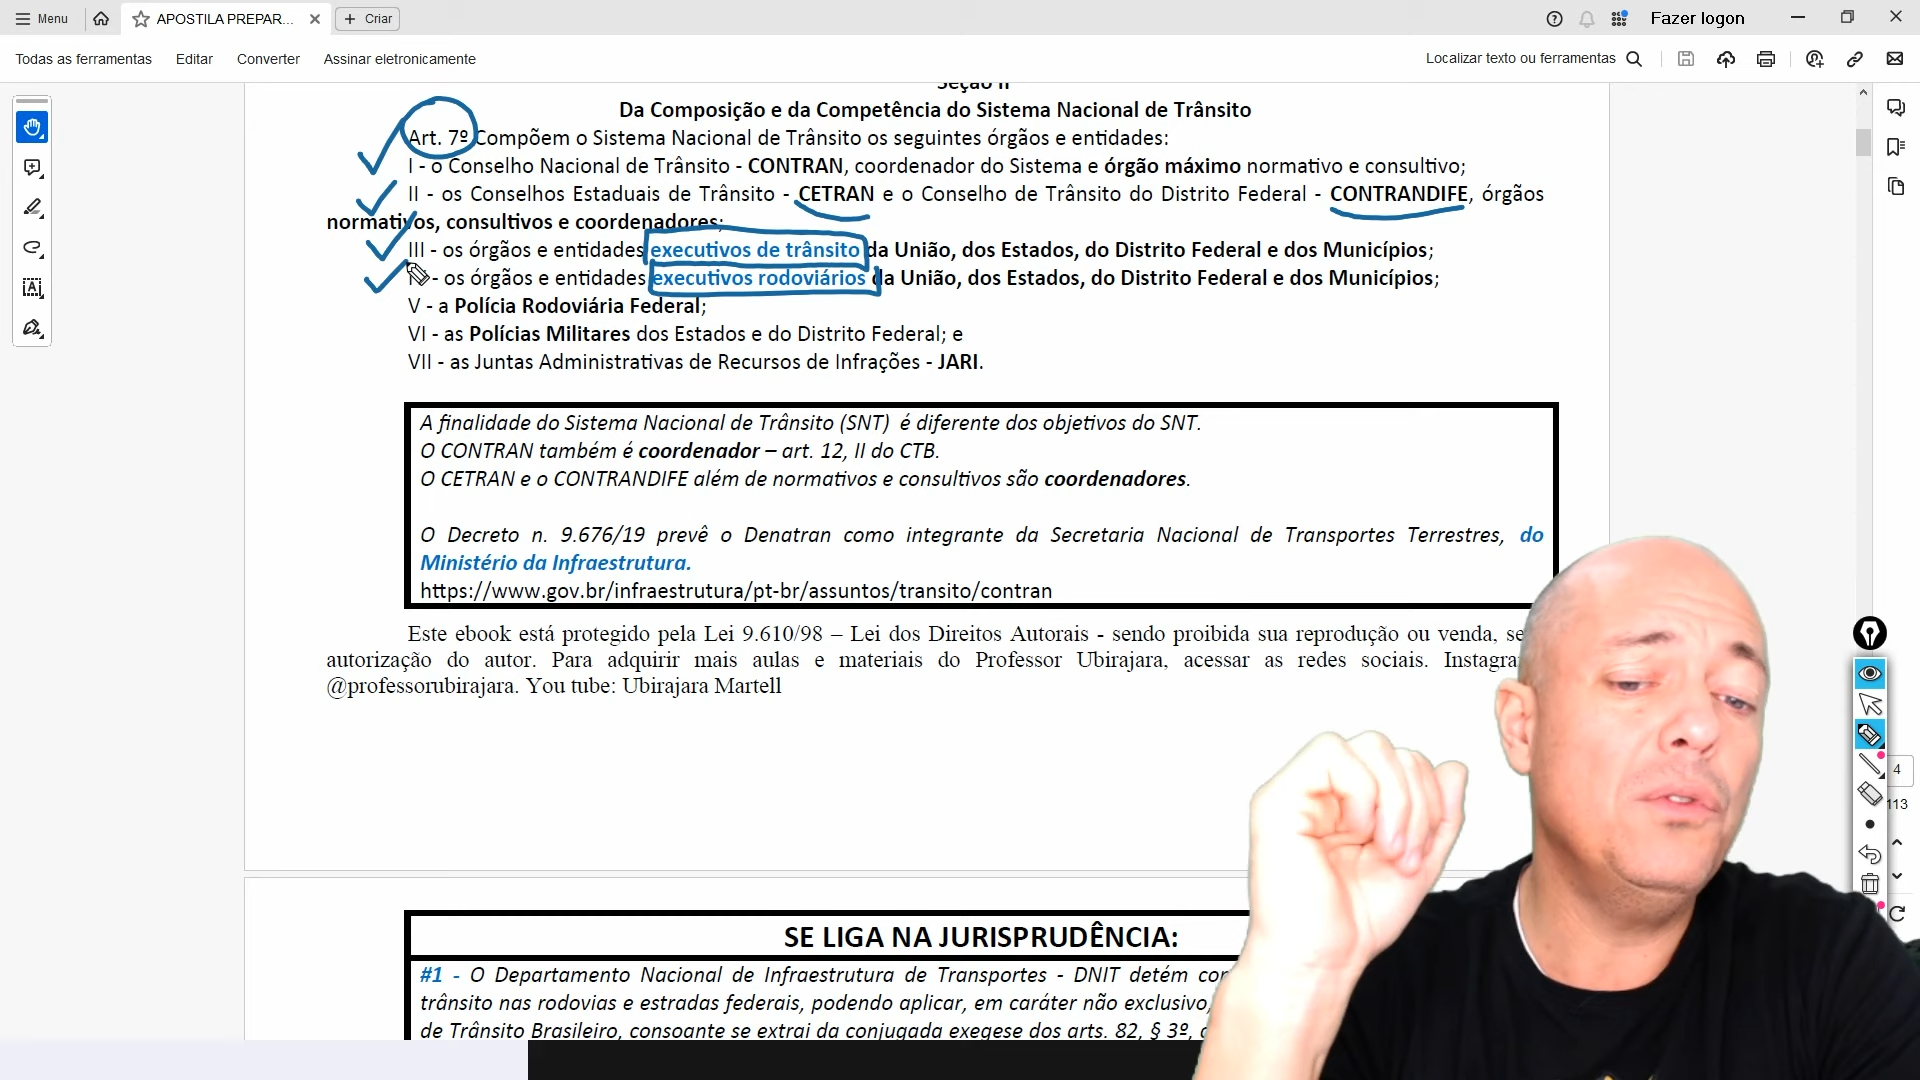 Menu
APOSTILA PREPAR...
Criar
Fazer logon
Todas as ferramentas
Editar
Converter
Assinar eletronicamente
Localizar texto ou ferramentas
Seção II
Da Composição e da Competência do Sistema Nacional de Trânsito
Art. 7º Compõem o Sistema Nacional de Trânsito os seguintes órgãos e entidades:
I - o Conselho Nacional de Trânsito - CONTRAN, coordenador do Sistema e órgão máximo normativo e consultivo;
II - os Conselhos Estaduais de Trânsito - CETRAN e o Conselho de Trânsito do Distrito Federal - CONTRANDIFE, órgãos
normativos, consultivos e coordenadores;
III - os órgãos e entidades executivos de trânsito da União, dos Estados, do Distrito Federal e dos Municípios;
- os órgãos e entidades executivos rodoviários da União, dos Estados, do Distrito Federal e dos Municípios;
V - a Polícia Rodoviária Federal;
VI - as Polícias Militares dos Estados e do Distrito Federal; e
VII - as Juntas Administrativas de Recursos de Infrações - JARI.
A finalidade do Sistema Nacional de Trânsito (SNT) é diferente dos objetivos do SNT.
O CONTRAN também é coordenador – art. 12, II do CTB.
O CETRAN e o CONTRANDIFE além de normativos e consultivos são coordenadores.
O Decreto n. 9.676/19 prevê o Denatran como integrante da Secretaria Nacional de Transportes Terrestres, do
Ministério da Infraestrutura.
https://www.gov.br/infraestrutura/pt-br/assuntos/transito/contran
Este ebook está protegido pela Lei 9.610/98 – Lei dos Direitos Autorais - sendo proibida sua reprodução ou venda, se
autorização do autor. Para adquirir mais aulas e materiais do Professor Ubirajara, acessar as redes sociais. Instagra
@professorubirajara. You tube: Ubirajara Martell
4
113
SE LIGA NA JURISPRUDÊNCIA:
#1 - O Departamento Nacional de Infraestrutura de Transportes - DNIT detém
trânsito nas rodovias e estradas federais, podendo aplicar, em caráter não exclusivo,
de Trânsito Brasileiro, consoante se extrai da conjugada exegese dos arts. 82, § 3º,